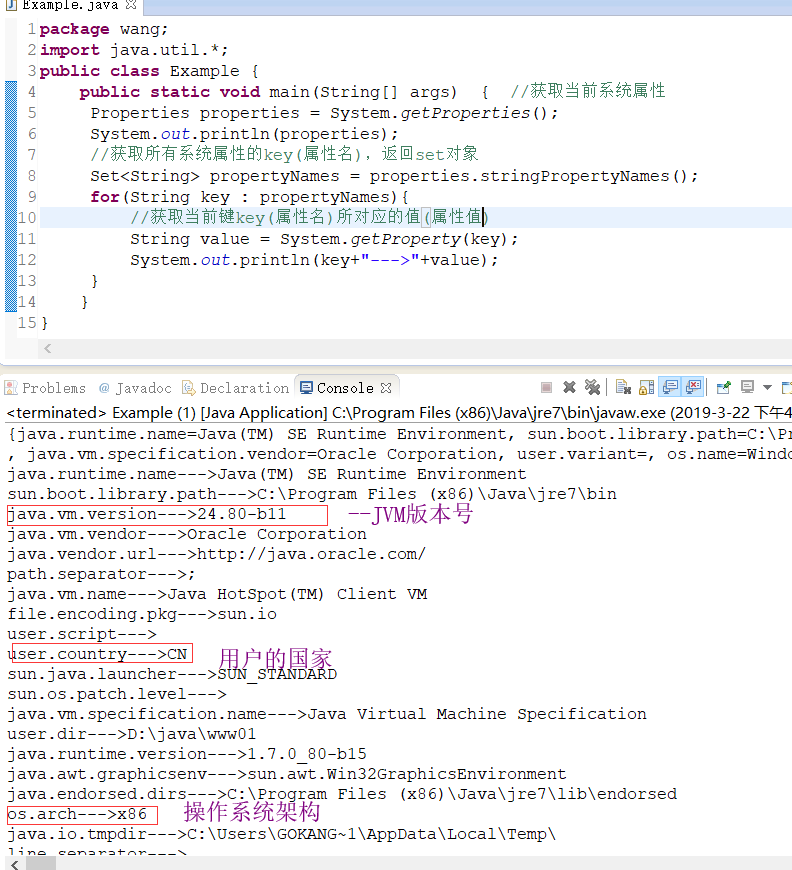 Example.java
1 package wang;
2 import java.util.*;
3 public class Example {
4     public static void main(String[] args)  {  //获取当前系统属性
5      Properties properties = System.getProperties();
6      System.out.println(properties);
7      //获取所有系统属性的key(属性名), 返回set对象
8      Set<String> propertyNames = properties.stringPropertyNames();
9      for(String key : propertyNames){
10         //获取当前键key(属性名)所对应的值(属性值)
11         String value = System.getProperty(key);
12         System.out.println(key+"--->"+value);
13     }
14    }
15 }
Problems @ Javadoc Declaration Console
<terminated> Example (1) [Java Application] C:\Program Files (x86)\Java\jre7\bin\javaw.exe (2019-3-22 下午4
{java.runtime.name=Java(TM) SE Runtime Environment, sun.boot.library.path=C:\P
, java.vm.specification.vendor=Oracle Corporation, user.variant=, os.name=Windo
java.runtime.name--->Java(TM) SE Runtime Environment
sun.boot.library.path--->C:\Program Files (x86)\Java\jre7\bin
java.vm.version--->24.80-b11 --JVM版本号
java.vm.vendor--->Oracle Corporation
java.vendor.url--->http://java.oracle.com/
path.separator--->;
java.vm.name--->Java HotSpot(TM) Client VM
file.encoding.pkg--->sun.io
user.script--->
user.country--->CN 用户的国家
sun.java.launcher--->SUN_STANDARD
sun.os.patch.level--->
java.vm.specification.name--->Java Virtual Machine Specification
user.dir--->D:\java\www01
java.runtime.version--->1.7.0_80-b15
java.awt.graphicsenv--->sun.awt.Win32GraphicsEnvironment
java.endorsed.dirs--->C:\Program Files (x86)\Java\jre7\lib\endorsed
os.arch--->x86 操作系统架构
java.io.tmpdir--->C:\Users\GOKANG~1\AppData\Local\Temp\
line.separator--->